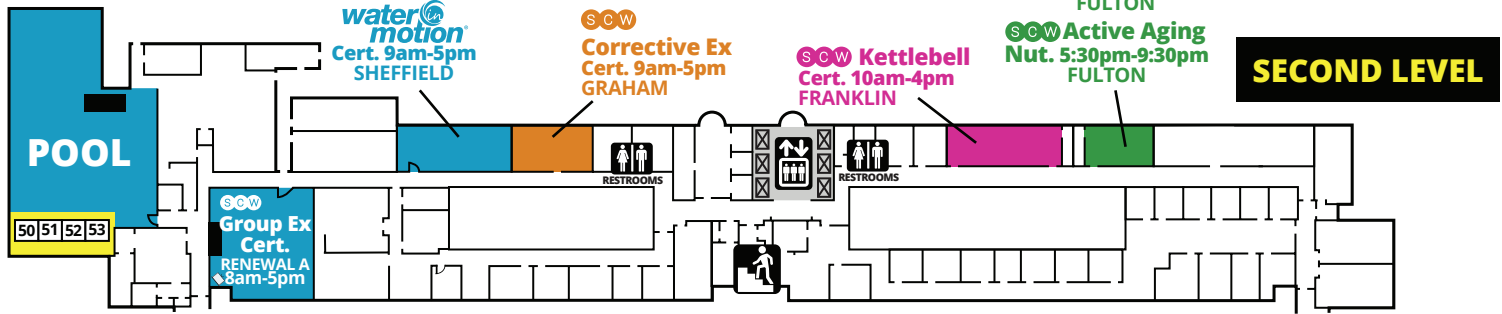 water in
motion®
Cert. 9am-5pm
SHEFFIELD
SCW
Corrective Ex
Cert. 9am-5pm
GRAHAM
SCW Kettlebell
Cert. 10am-4pm
FRANKLIN
FULTON
SCW Active Aging
Nut. 5:30pm-9:30pm
FULTON
SECOND LEVEL
POOL
50 51 52 53
SCW
Group Ex
Cert.
RENEWAL A
8am-5pm
RESTROOMS
RESTROOMS